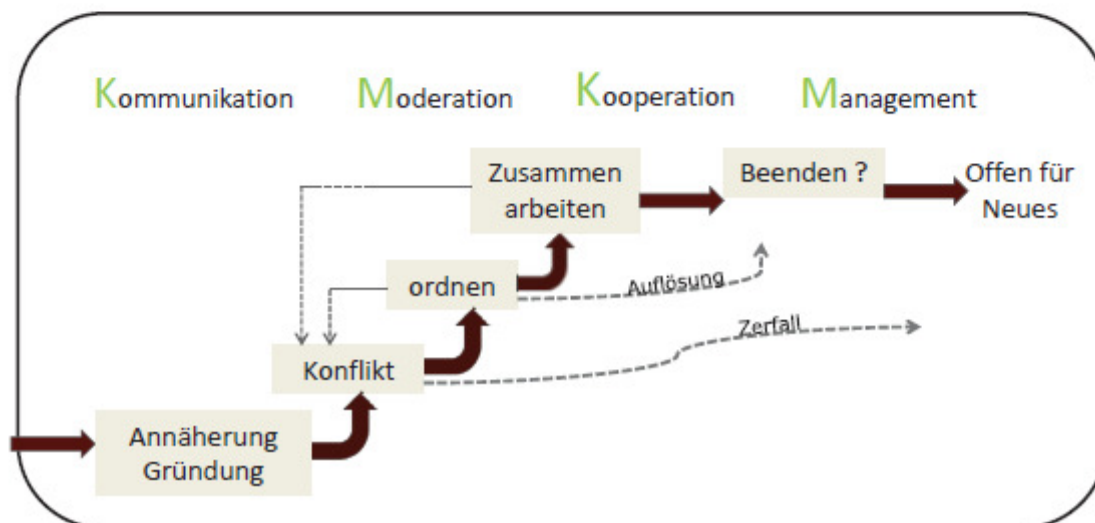 Kommunikation Moderation Kooperation Management
Zusammen
arbeiten
Beenden ?
Offen für
Neues
ordnen
Auflösung
Zerfall
Konflikt
Annäherung
Gründung